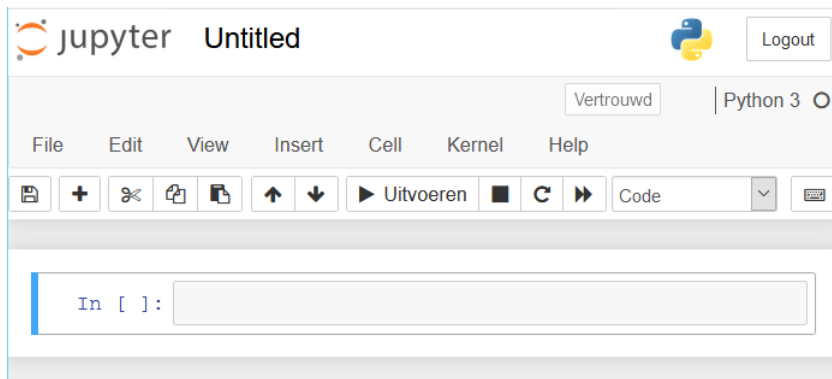 jupyter Untitled Logout
Vertrouwd Python 3
File Edit View Insert Cell Kernel Help
Uitvoeren Code
In [ ]: